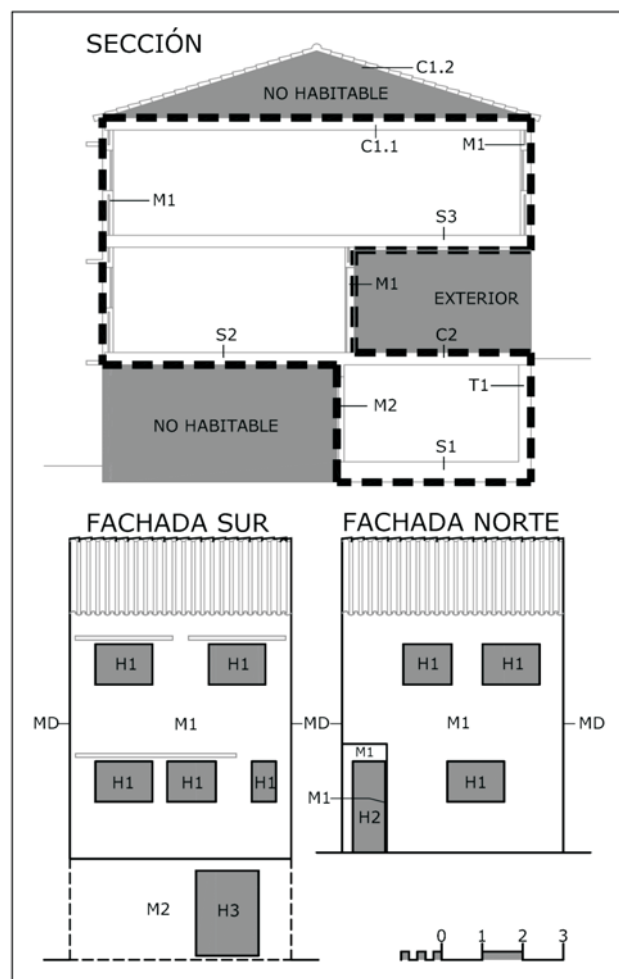 SECCIÓN
C1.2
NO HABITABLE
C1.1
M1
M1
S3
M1
EXTERIOR
S2
C2
T1
M2
NO HABITABLE
S1
FACHADA SUR
H1
H1
MD
M1
MD
H1
H1
H1
M2
H3
FACHADA NORTE
H1
H1
M1
MD
M1
M1
H2
H1
0 1 2 3